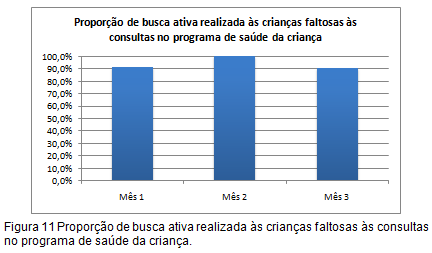 Proporção de busca ativa realizada às crianças faltosas às
consultas no programa de saúde da criança
100,0%
90,0%
80,0%
70,0%
60,0%
50,0%
40,0%
30,0%
20,0%
10,0%
0,0%
Mês 1 Mês 2 Mês 3
Figura 11 Proporção de busca ativa realizada às crianças faltosas às consultas
no programa de saúde da criança.